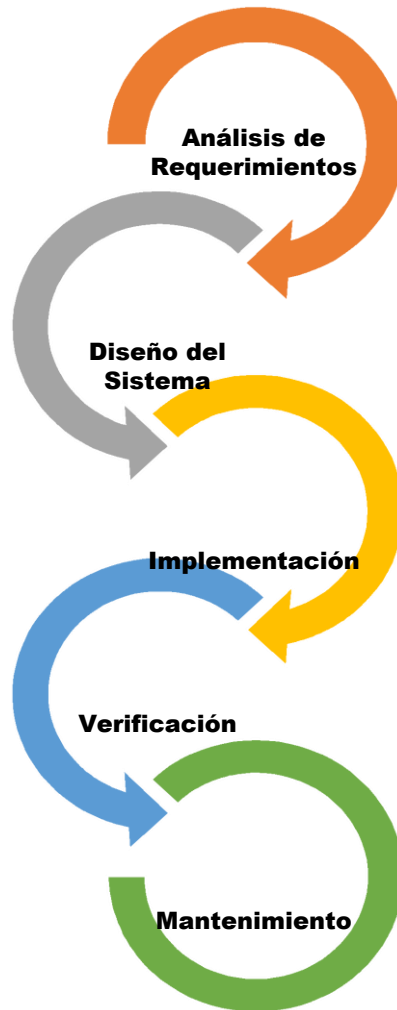 Análisis de
Requerimientos
Diseño del
Sistema
Implementación
Verificación
Mantenimiento